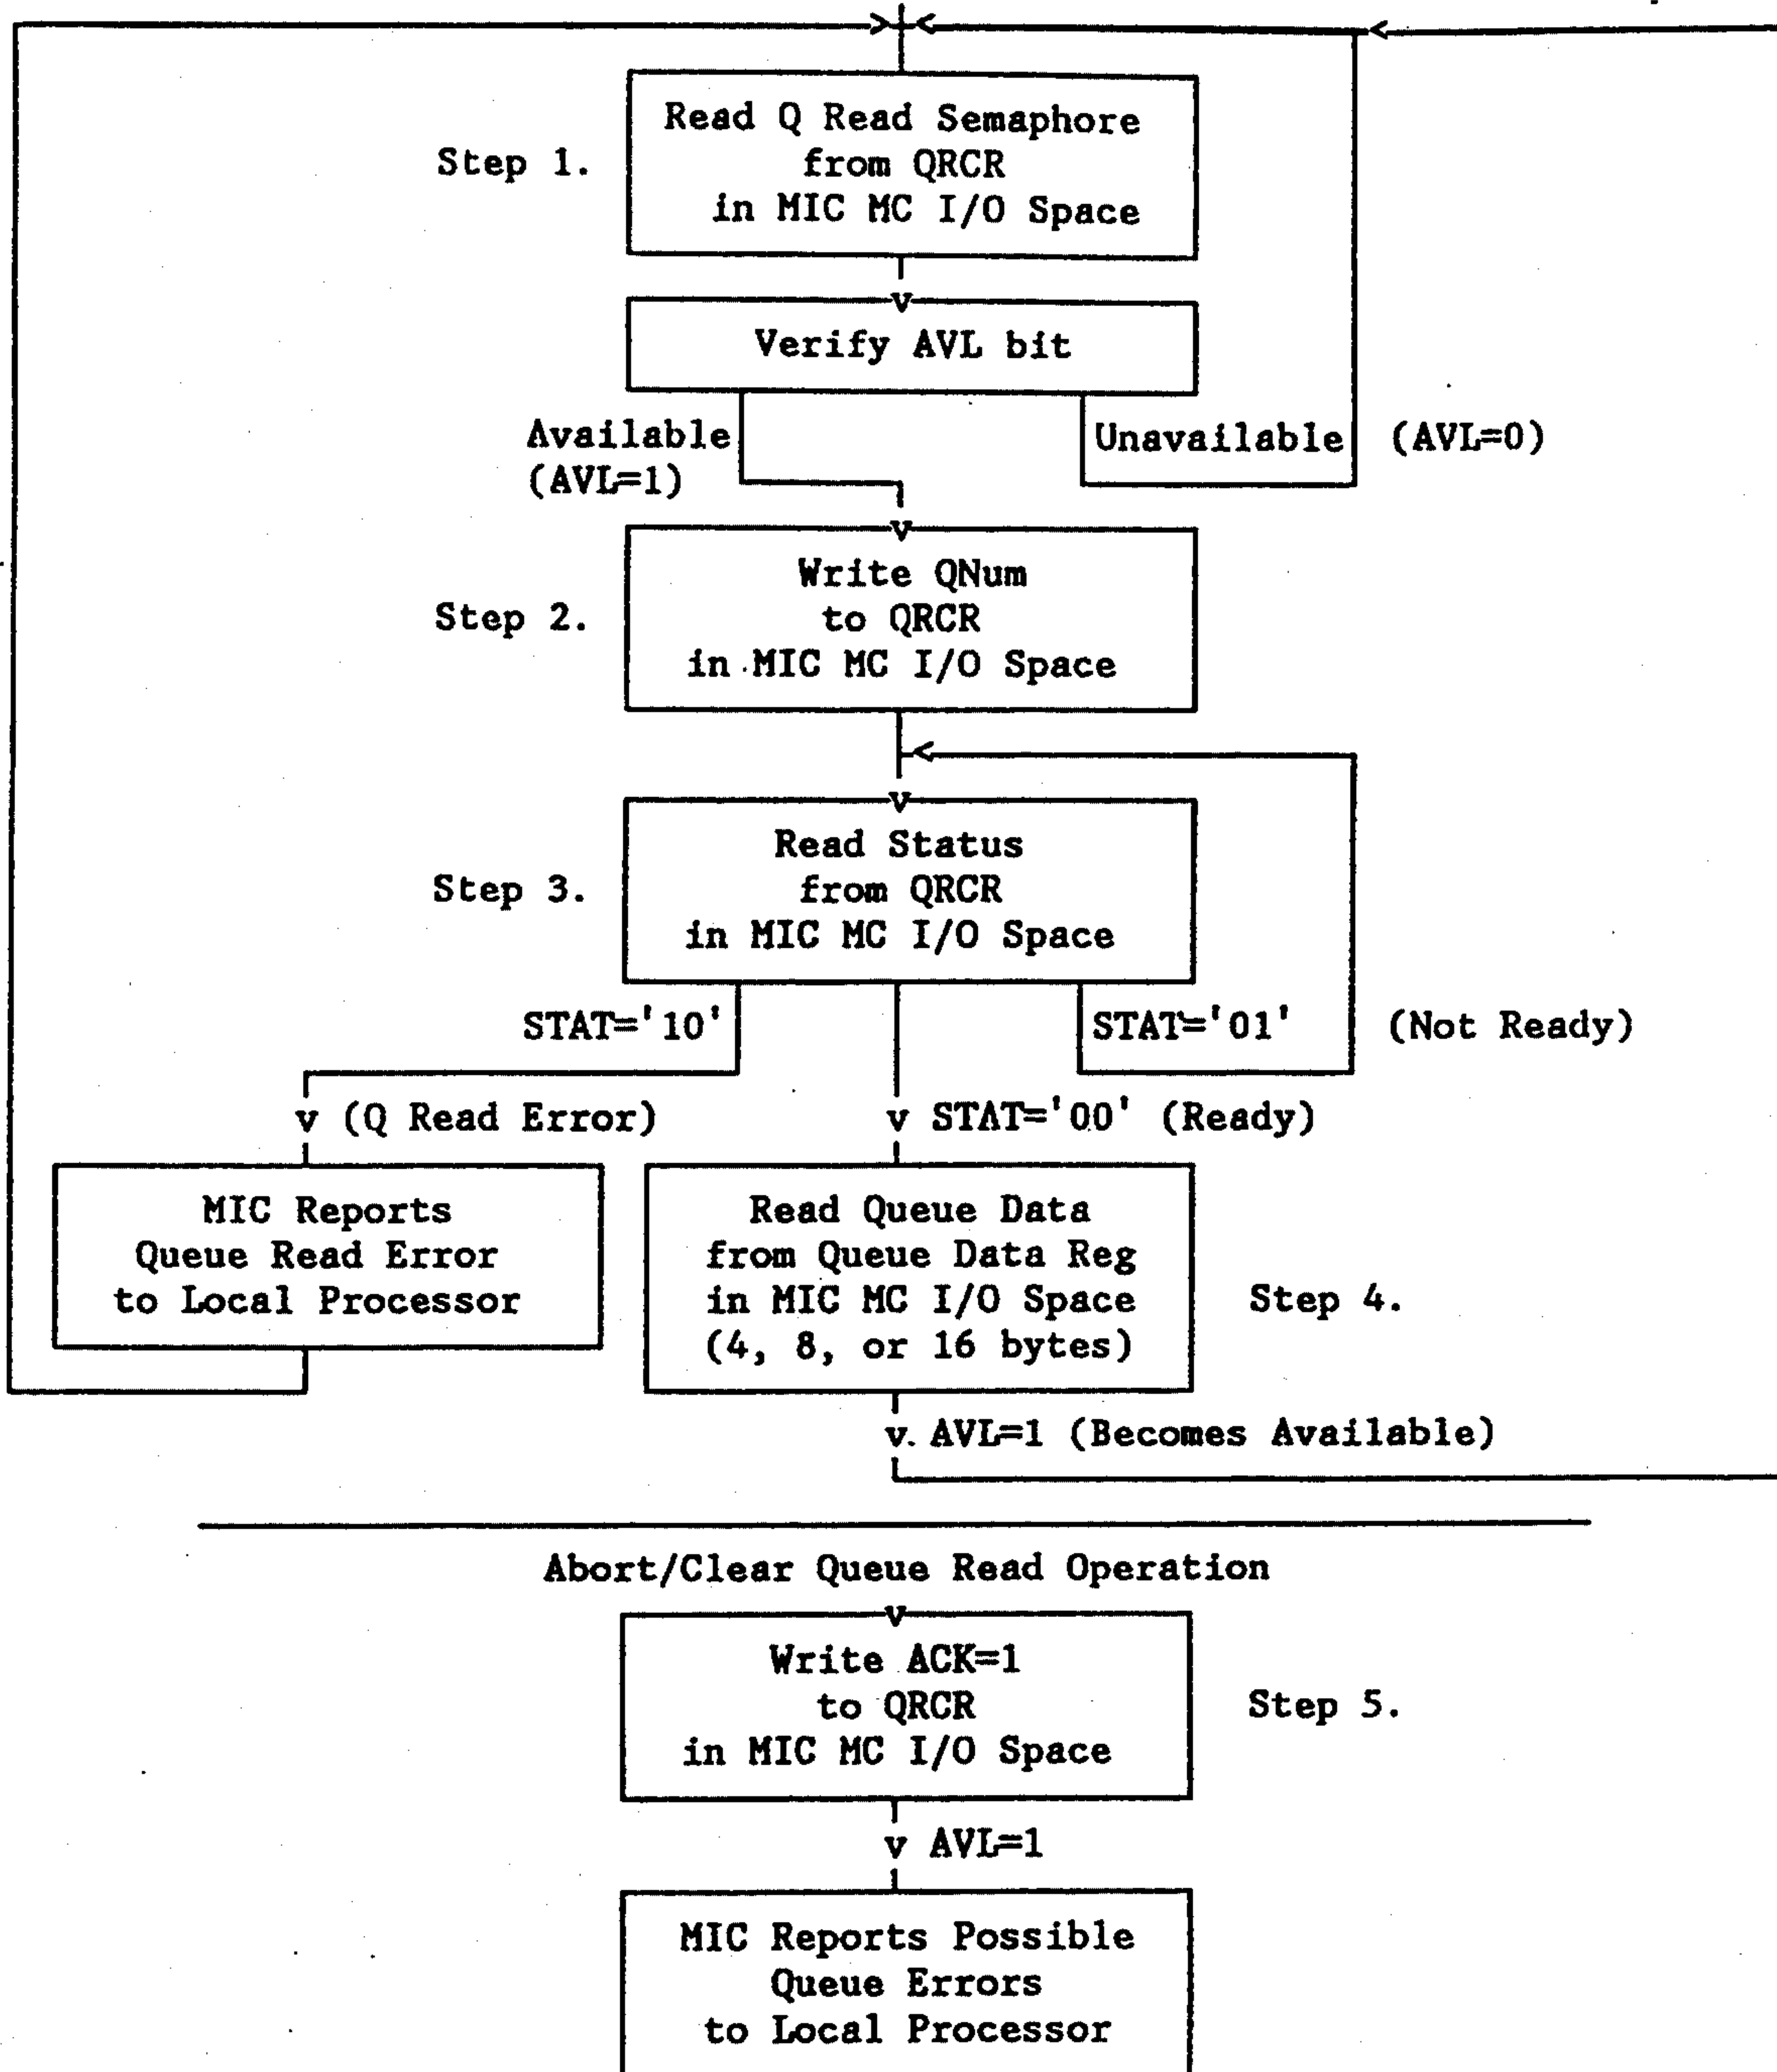 Read Q Read Semaphore
Step 1.
from QRCR
in MIC MC I/O Space
Verify AVL bit
Available
(AVL=1)
Unavailable
(AVL=0)
Write QNum
Step 2.
to QRCR
in MIC MC I/O Space
Read Status
Step 3.
from QRCR
in MIC MC I/O Space
STAT='10'
STAT='01'
(Not Ready)
(Q Read Error)
STAT='00' (Ready)
MIC Reports
Queue Read Error
to Local Processor
Read Queue Data
from Queue Data Reg
in MIC MC I/O Space
(4, 8, or 16 bytes)
Step 4.
AVL=1 (Becomes Available)
Abort/Clear Queue Read Operation
Write ACK=1
to QRCR
in MIC MC I/O Space
Step 5.
AVL=1
MIC Reports Possible
Queue Errors
to Local Processor